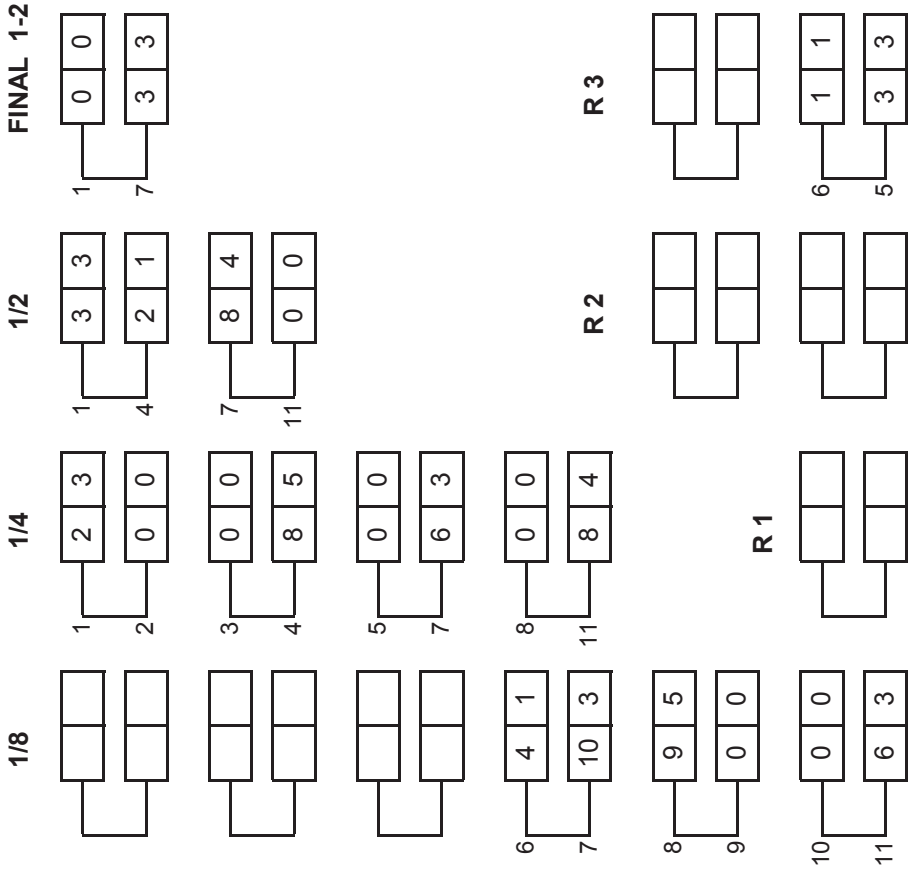 1/8 1/4 1/2 FINAL 1-2
1 2 3 1 3 3 1 0 0
2 0 0 4 2 1 7 3 3
3 0 0 7 8 4
4 8 5 11 0 0
5 0 0
7 6 3
6 4 1 8 0 0
7 10 3 11 8 4
R 2 R 3
8 9 5
9 0 0
R 1
10 0 0 6 1 1
11 6 3 5 3 3